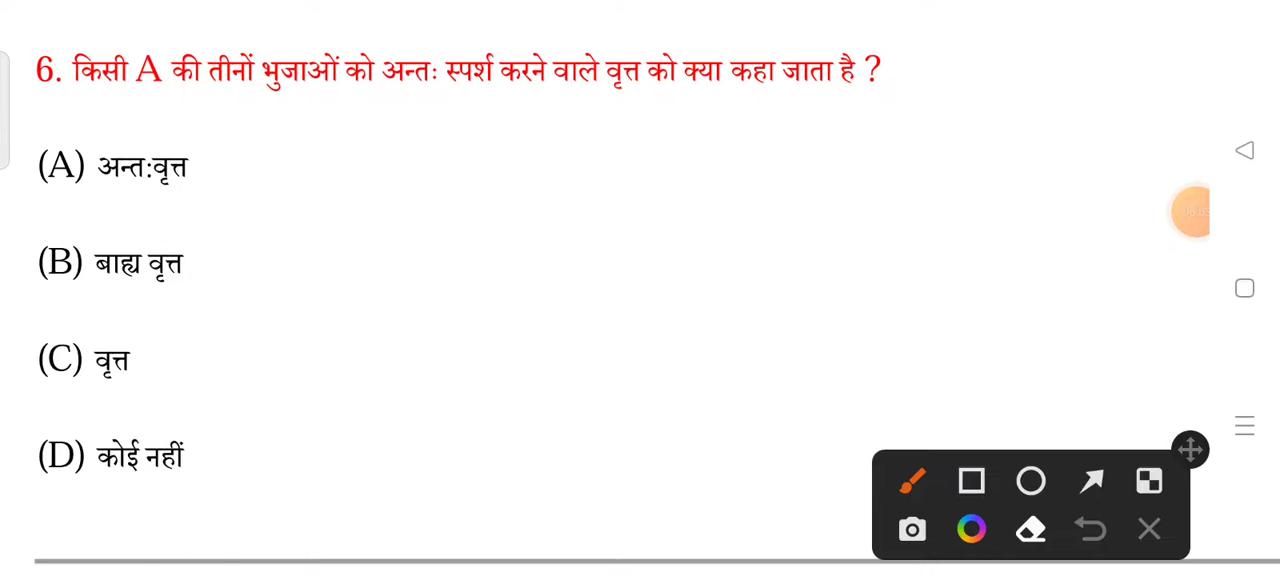 6. किसी A की तीनों भुजाओं को अन्तः स्पर्श करने वाले वृत्त को क्या कहा जाता है ?
(A) अन्त:वृत्त
(B) बाह्य वृत्त
(C) वृत्त
(D) कोई नहीं